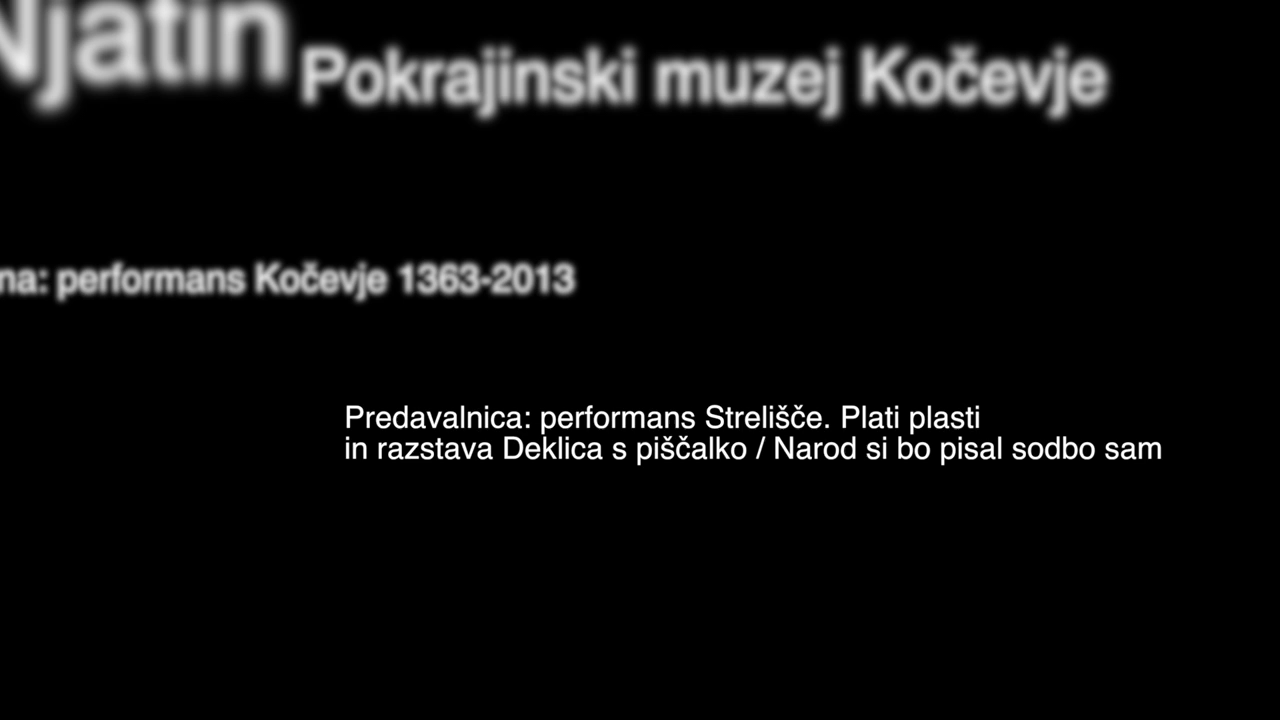 Njatin
Pokrajinski muzej Kočevje
na: performans Kočevje 1363-2013
Predavalnica: performans Strelišče. Plati plasti
in razstava Deklica s piščalko / Narod si bo pisal sodbo sam